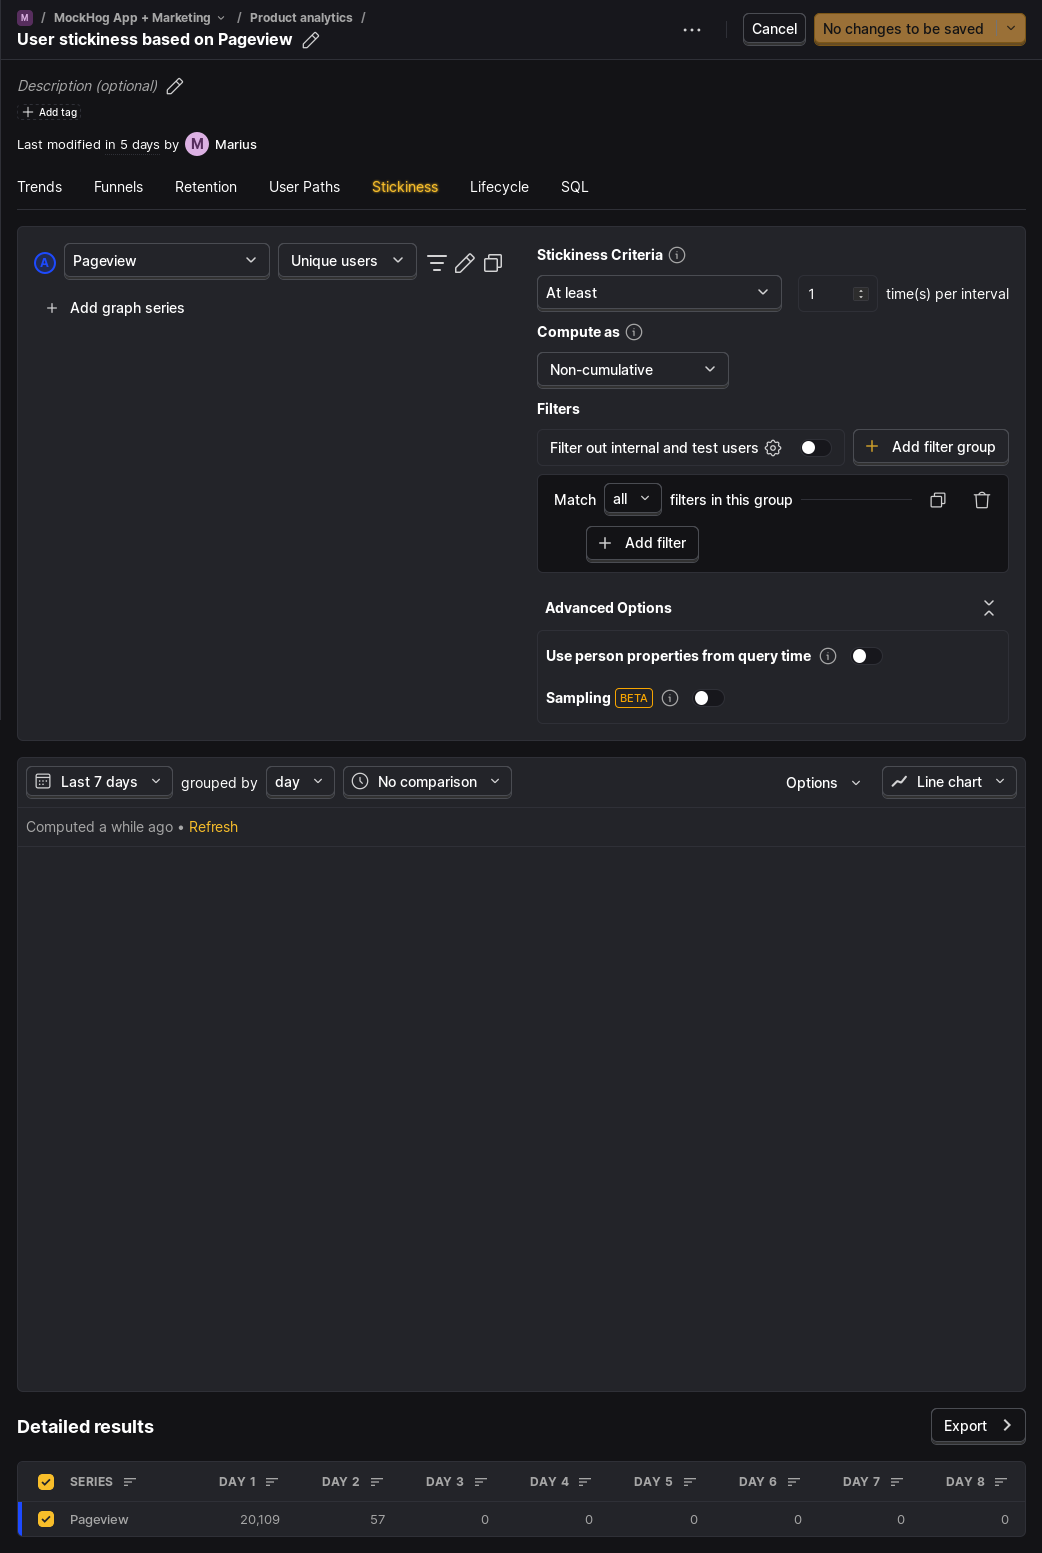 M / MockHog App + Marketing / Product analytics /
User stickiness based on Pageview
Cancel
No changes to be saved
Description (optional)
Add tag
Last modified in 5 days by M Marius
Trends Funnels Retention User Paths Stickiness Lifecycle SQL
A Pageview Unique users
Add graph series
Stickiness Criteria
At least 1 time(s) per interval
Compute as
Non-cumulative
Filters
Filter out internal and test users Add filter group
Match all filters in this group
Add filter
Advanced Options
Use person properties from query time
Sampling BETA
Last 7 days grouped by day No comparison Options Line chart
Computed a while ago • Refresh
Detailed results Export
SERIES DAY 1 DAY 2 DAY 3 DAY 4 DAY 5 DAY 6 DAY 7 DAY 8
Pageview 20,109 57 0 0 0 0 0 0